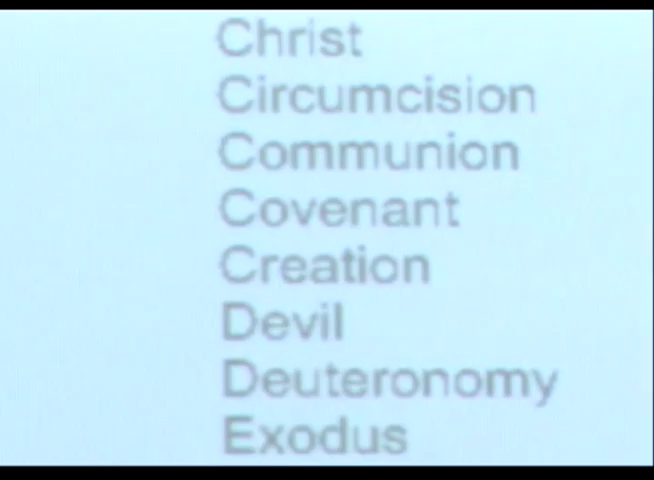 Christ
Circumcision
Communion
Covenant
Creation
Devil
Deuteronomy
Exodus